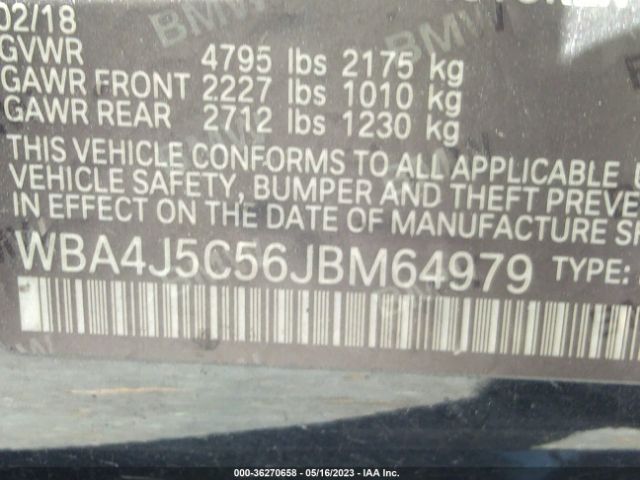 02/18
GVWR 4795 lbs 2175 kg
GAWR FRONT 2227 lbs 1010 kg
GAWR REAR 2712 lbs 1230 kg
THIS VEHICLE CONFORMS TO ALL APPLICABLE
VEHICLE SAFETY, BUMPER AND THEFT PREVE
IN EFFECT ON THE DATE OF MANUFACTURE SH
WBA4J5C56JBM64979 TYPE:
000-36270658 - 05/16/2023 - IAA Inc.